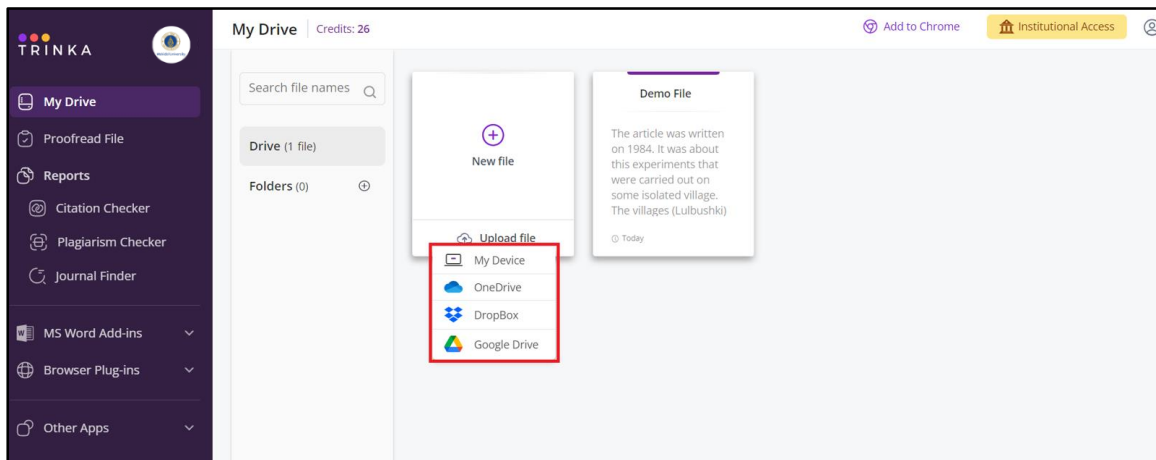 TRINKA
My Drive
Proofread File
Reports
Citation Checker
Plagiarism Checker
Journal Finder
MS Word Add-ins
Browser Plug-ins
Other Apps
My Drive Credits: 26
Add to Chrome
Institutional Access
Search file names
Drive (1 file)
Folders (0)
New file
Upload file
My Device
OneDrive
DropBox
Google Drive
Demo File
The article was written
on 1984. It was about
this experiments that
were carried out on
some isolated village.
The villages (Lulbushki)
Today